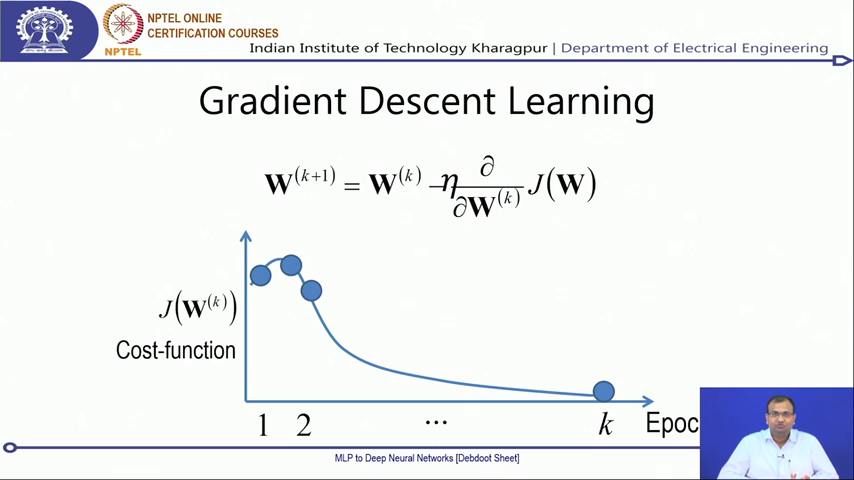 NPTEL ONLINE
CERTIFICATION COURSES
NPTEL
Indian Institute of Technology Kharagpur | Department of Electrical Engineering
Gradient Descent Learning
W^(k+1) = W^(k) − η ∂/∂W^(k) J(W)
J(W^(k))
Cost-function
1 2 ... k Epoc
MLP to Deep Neural Networks [Debdoot Sheet]